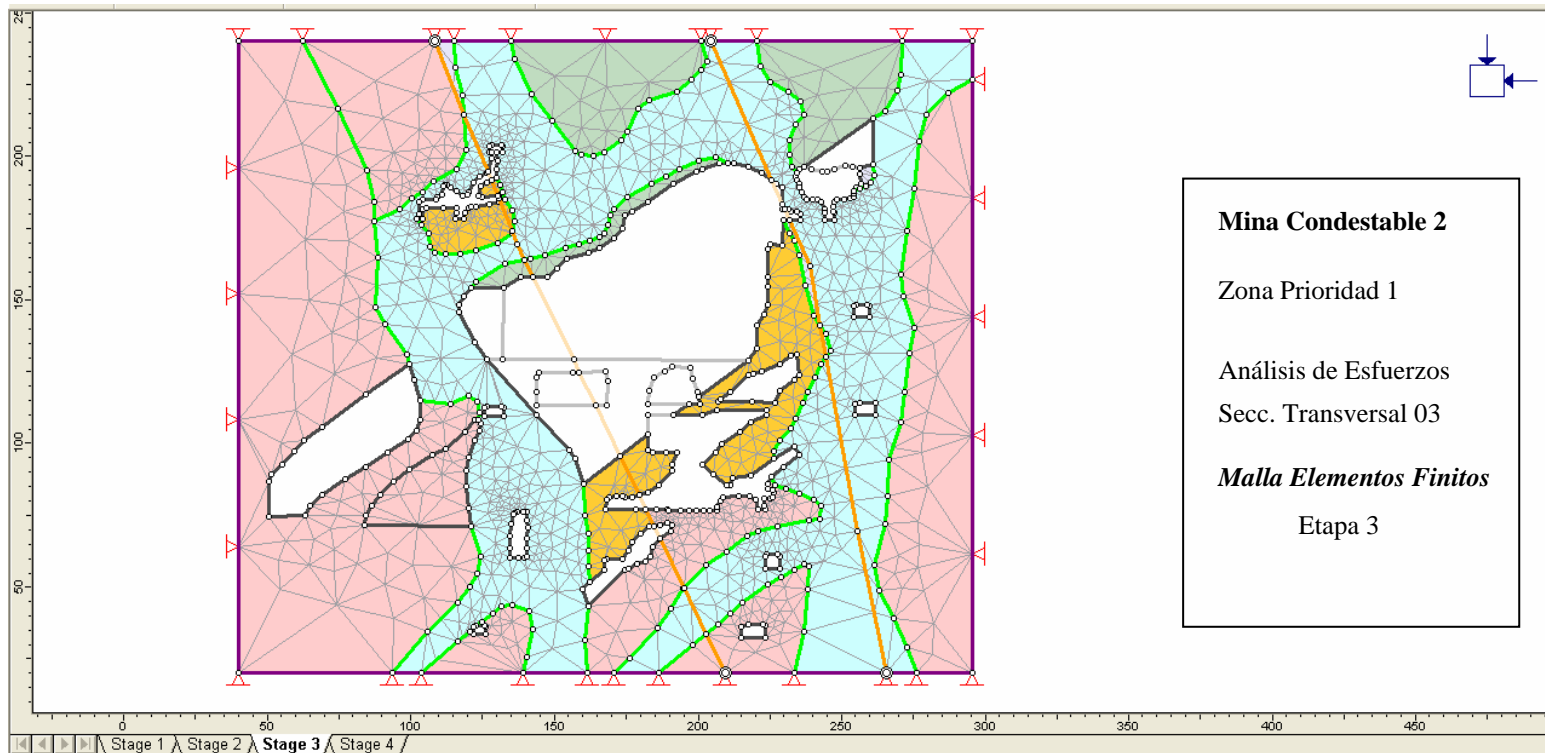 25
200
150
100
50
Mina Condestable 2
Zona Prioridad 1
Análisis de Esfuerzos
Secc. Transversal 03
Malla Elementos Finitos
Etapa 3
0 50 100 150 200 250 300 350 400 450
Stage 1 Stage 2 Stage 3 Stage 4